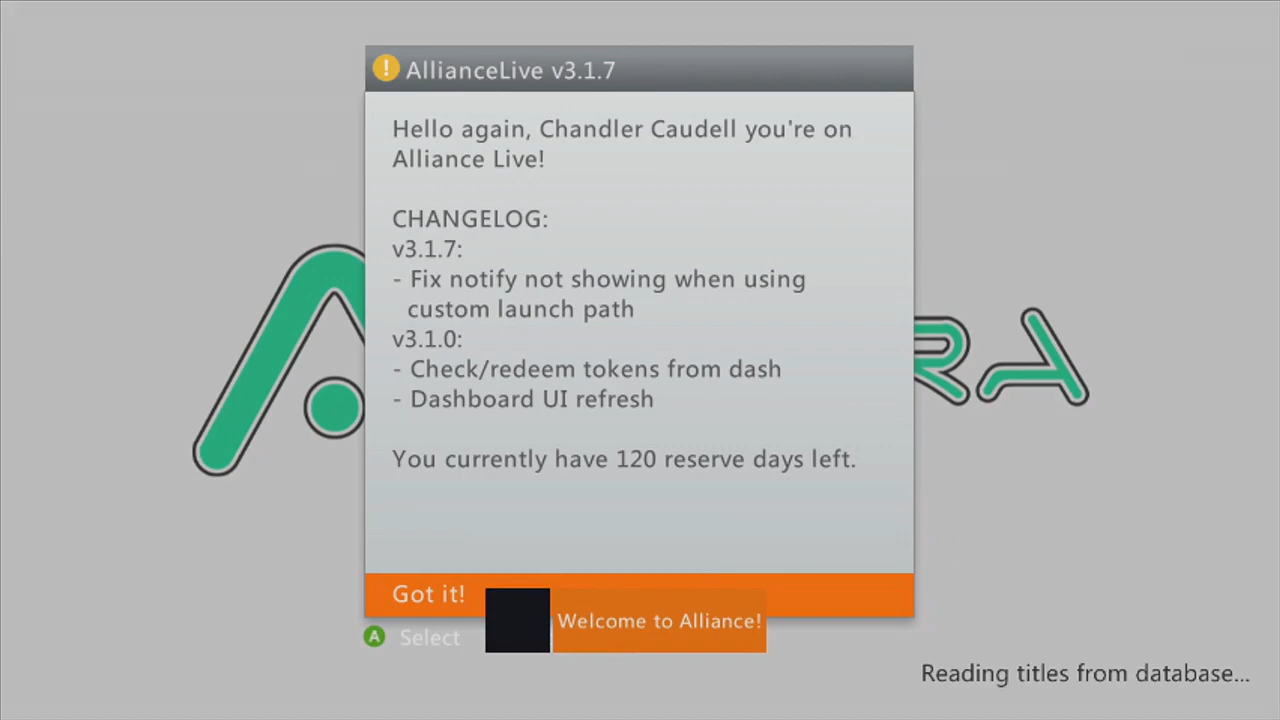 AllianceLive v3.1.7
Hello again, Chandler Caudell you're on
Alliance Live!
CHANGELOG:
v3.1.7:
- Fix notify not showing when using
custom launch path
v3.1.0:
- Check/redeem tokens from dash
- Dashboard UI refresh
You currently have 120 reserve days left.
Got it!
Welcome to Alliance!
A Select
Reading titles from database...